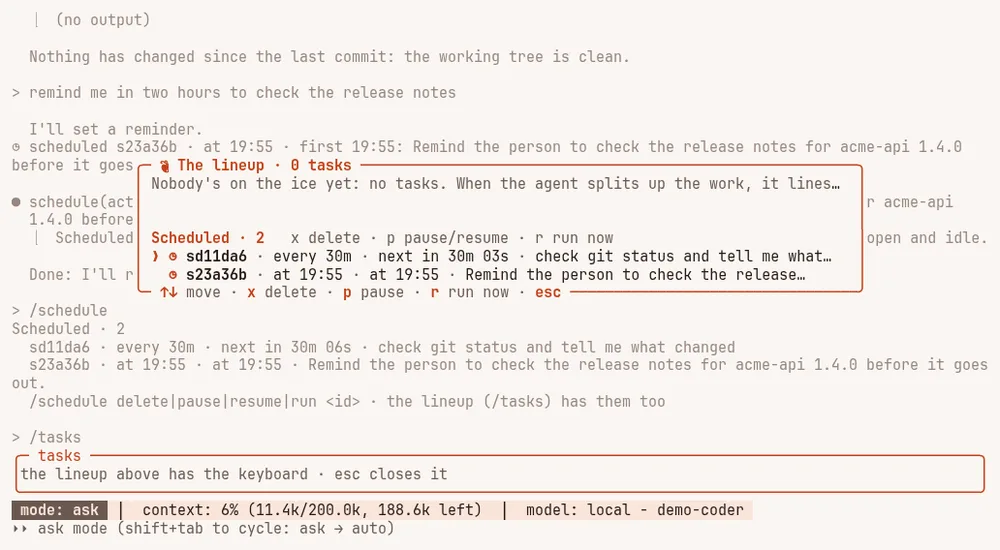 (no output)
Nothing has changed since the last commit: the working tree is clean.
> remind me in two hours to check the release notes
I'll set a reminder.
scheduled s23a36b · at 19:55 · first 19:55: Remind the person to check the release notes for acme-api 1.4.0
before it goes
The lineup · 0 tasks
Nobody's on the ice yet: no tasks. When the agent splits up the work, it lines…
● schedule(act r acme-api
1.4.0 before
Scheduled open and idle.
Scheduled · 2 x delete · p pause/resume · r run now
❯ sd11da6 · every 30m · next in 30m 03s · check git status and tell me what…
s23a36b · at 19:55 · at 19:55 · Remind the person to check the release…
Done: I'll r
↑↓ move · x delete · p pause · r run now · esc
> /schedule
Scheduled · 2
sd11da6 · every 30m · next in 30m 06s · check git status and tell me what changed
s23a36b · at 19:55 · at 19:55 · Remind the person to check the release notes for acme-api 1.4.0 before it goes
out.
/schedule delete|pause|resume|run <id> · the lineup (/tasks) has them too
> /tasks
tasks
the lineup above has the keyboard · esc closes it
mode: ask | context: 6% (11.4k/200.0k, 188.6k left) | model: local - demo-coder
▸▸ ask mode (shift+tab to cycle: ask → auto)